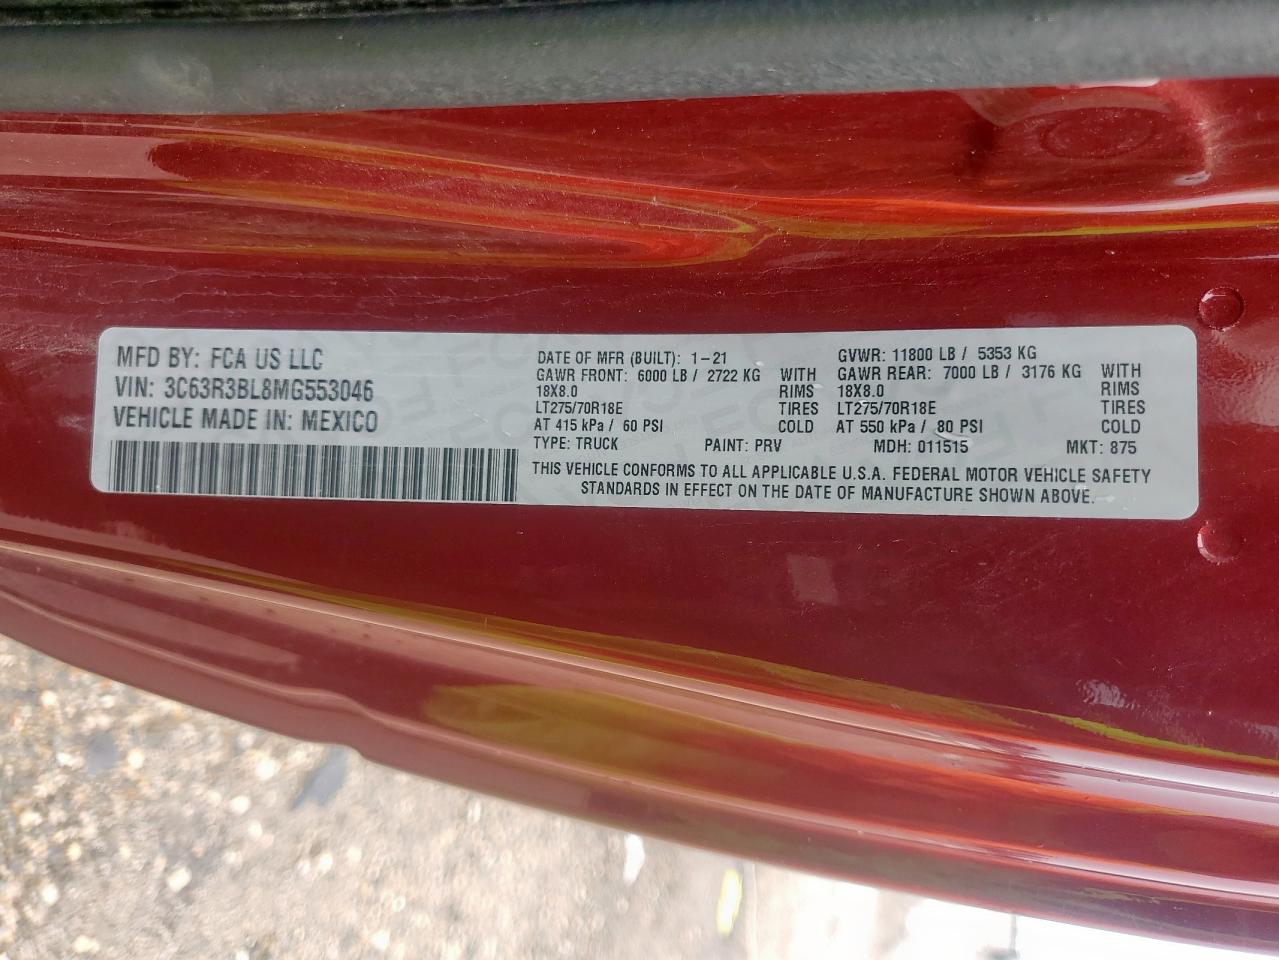 MFD BY: FCA US LLC
VIN: 3C63R3BL8MG553046
VEHICLE MADE IN: MEXICO
DATE OF MFR (BUILT): 1-21
GAWR FRONT: 6000 LB / 2722 KG WITH
18X8.0 RIMS
LT275/70R18E TIRES
AT 415 kPa / 60 PSI COLD
TYPE: TRUCK PAINT: PRV
GVWR: 11800 LB / 5353 KG
GAWR REAR: 7000 LB / 3176 KG WITH
18X8.0 RIMS
LT275/70R18E TIRES
AT 550 kPa / 80 PSI COLD
MDH: 011515 MKT: 875
THIS VEHICLE CONFORMS TO ALL APPLICABLE U.S.A. FEDERAL MOTOR VEHICLE SAFETY
STANDARDS IN EFFECT ON THE DATE OF MANUFACTURE SHOWN ABOVE.